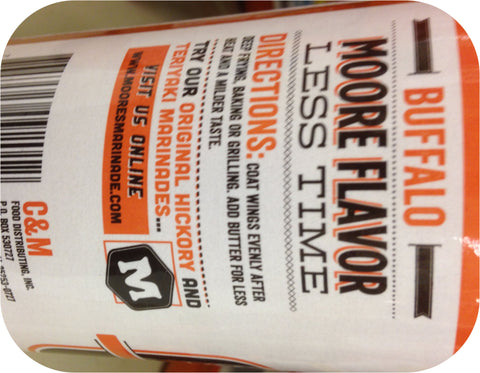 BUFFALO
MOORE FLAVOR
LESS TIME
DIRECTIONS: COAT WINGS EVENLY AFTER
DEEP FRYING, BAKING OR GRILLING. ADD BUTTER FOR LESS
HEAT AND A MILDER TASTE.
TRY OUR ORIGINAL HICKORY AND
TERIYAKI MARINADES...
VISIT US ONLINE
WWW.MOORESMARINADE.COM
M
C&M
FOOD DISTRIBUTING, INC.
P.O. BOX 530727